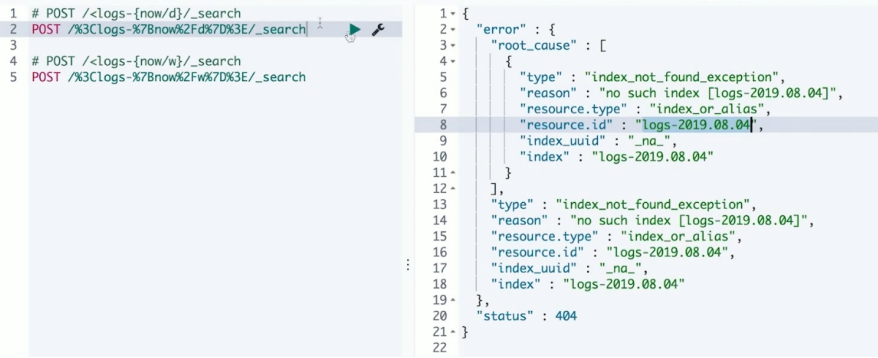 1 # POST /<logs-{now/d}/_search
2 POST /%3Clogs-%7Bnow%2Fd%7D%3E/_search
3
4 # POST /<logs-{now/w}>/_search
5 POST /%3Clogs-%7Bnow%2Fw%7D%3E/_search
1 {
2 "error" : {
3 "root_cause" : [
4 {
5 "type" : "index_not_found_exception",
6 "reason" : "no such index [logs-2019.08.04]",
7 "resource.type" : "index_or_alias",
8 "resource.id" : "logs-2019.08.04",
9 "index_uuid" : "_na_",
10 "index" : "logs-2019.08.04"
11 }
12 ],
13 "type" : "index_not_found_exception",
14 "reason" : "no such index [logs-2019.08.04]",
15 "resource.type" : "index_or_alias",
16 "resource.id" : "logs-2019.08.04",
17 "index_uuid" : "_na_",
18 "index" : "logs-2019.08.04"
19 },
20 "status" : 404
21 }
22